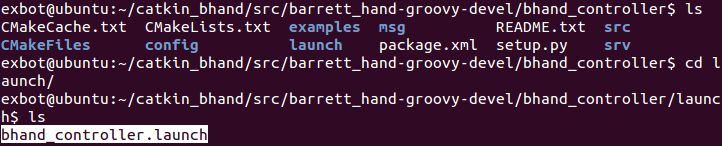 exbot@ubuntu:~/catkin_bhand/src/barrett_hand-groovy-devel/bhand_controller$ ls
CMakeCache.txt CMakeLists.txt examples msg README.txt src
CMakeFiles config launch package.xml setup.py srv
exbot@ubuntu:~/catkin_bhand/src/barrett_hand-groovy-devel/bhand_controller$ cd l
aunch/
exbot@ubuntu:~/catkin_bhand/src/barrett_hand-groovy-devel/bhand_controller/launc
h$ ls
bhand_controller.launch